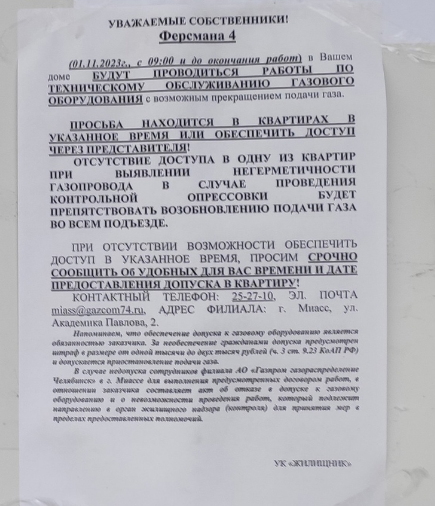 УВАЖАЕМЫЕ СОБСТВЕННИКИ!
Ферсмана 4
(01.11.2023г., с 09:00 и до окончания работ) в Вашем
доме БУДУТ ПРОВОДИТЬСЯ РАБОТЫ ПО
ТЕХНИЧЕСКОМУ ОБСЛУЖИВАНИЮ ГАЗОВОГО
ОБОРУДОВАНИЯ с возможным прекращением подачи газа.
ПРОСЬБА НАХОДИТСЯ В КВАРТИРАХ В
УКАЗАННОЕ ВРЕМЯ ИЛИ ОБЕСПЕЧИТЬ ДОСТУП
ЧЕРЕЗ ПРЕДСТАВИТЕЛЯ!
ОТСУТСТВИЕ ДОСТУПА В ОДНУ ИЗ КВАРТИР
ПРИ ВЫЯВЛЕНИИ НЕГЕРМЕТИЧНОСТИ
ГАЗОПРОВОДА В СЛУЧАЕ ПРОВЕДЕНИЯ
КОНТРОЛЬНОЙ ОПРЕССОВКИ БУДЕТ
ПРЕПЯТСТВОВАТЬ ВОЗОБНОВЛЕНИЮ ПОДАЧИ ГАЗА
ВО ВСЕМ ПОДЪЕЗДЕ.
ПРИ ОТСУТСТВИИ ВОЗМОЖНОСТИ ОБЕСПЕЧИТЬ
ДОСТУП В УКАЗАННОЕ ВРЕМЯ, ПРОСИМ СРОЧНО
СООБЩИТЬ Об УДОБНЫХ ДЛЯ ВАС ВРЕМЕНИ И ДАТЕ
ПРЕДОСТАВЛЕНИЯ ДОПУСКА В КВАРТИРУ!
КОНТАКТНЫЙ ТЕЛЕФОН: 25-27-10, ЭЛ. ПОЧТА
miass@gazcom74.ru, АДРЕС ФИЛИАЛА: г. Миасс, ул.
Академика Павлова, 2.
Напоминаем, что обеспечение допуска к газовому оборудованию является
обязанностью заказчика. За необеспечение гражданами допуска предусмотрен
штраф в размере от одной тысячи до двух тысяч рублей (ч. 3 ст. 9.23 КоАП РФ)
и допускается приостановление подачи газа.
В случае недопуска сотрудников филиала АО «Газпром газораспределение
Челябинск» в г. Миассе для выполнения предусмотренных договором работ, в
отношении заказчика составляет акт об отказе в допуске к газовому
оборудованию и о невозможности проведения работ, который подлежит
направлению в орган жилищного надзора (контроля) для принятия мер в
пределах предоставленных полномочий.
УК «ЖИЛИЩНИК»